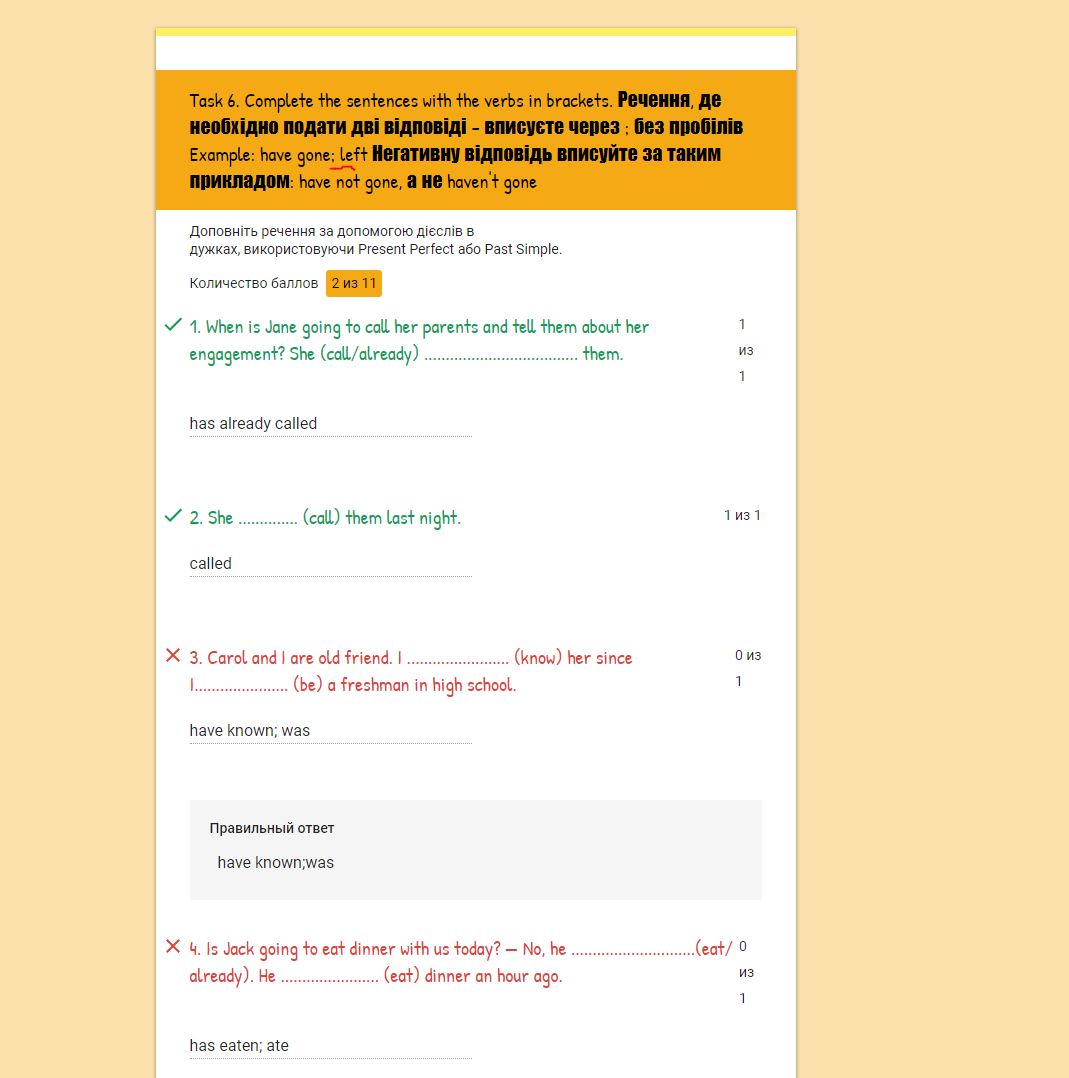 Task 6. Complete the sentences with the verbs in brackets. Речення, де
необхідно подати дві відповіді - вписуєте через ; без пробілів
Example: have gone; left Негативну відповідь вписуйте за таким
прикладом: have not gone, а не haven't gone
Доповніть речення за допомогою дієслів в
дужках, використовуючи Present Perfect або Past Simple.
Количество баллов 2 из 11
1. When is Jane going to call her parents and tell them about her
engagement? She (call/already) .................................... them.
1
из
1
has already called
2. She .............. (call) them last night.
1 из 1
called
3. Carol and I are old friend. I ........................ (know) her since
I...................... (be) a freshman in high school.
0 из
1
have known; was
Правильный ответ
have known;was
4. Is Jack going to eat dinner with us today? — No, he .............................(eat/
already). He ....................... (eat) dinner an hour ago.
0
из
1
has eaten; ate